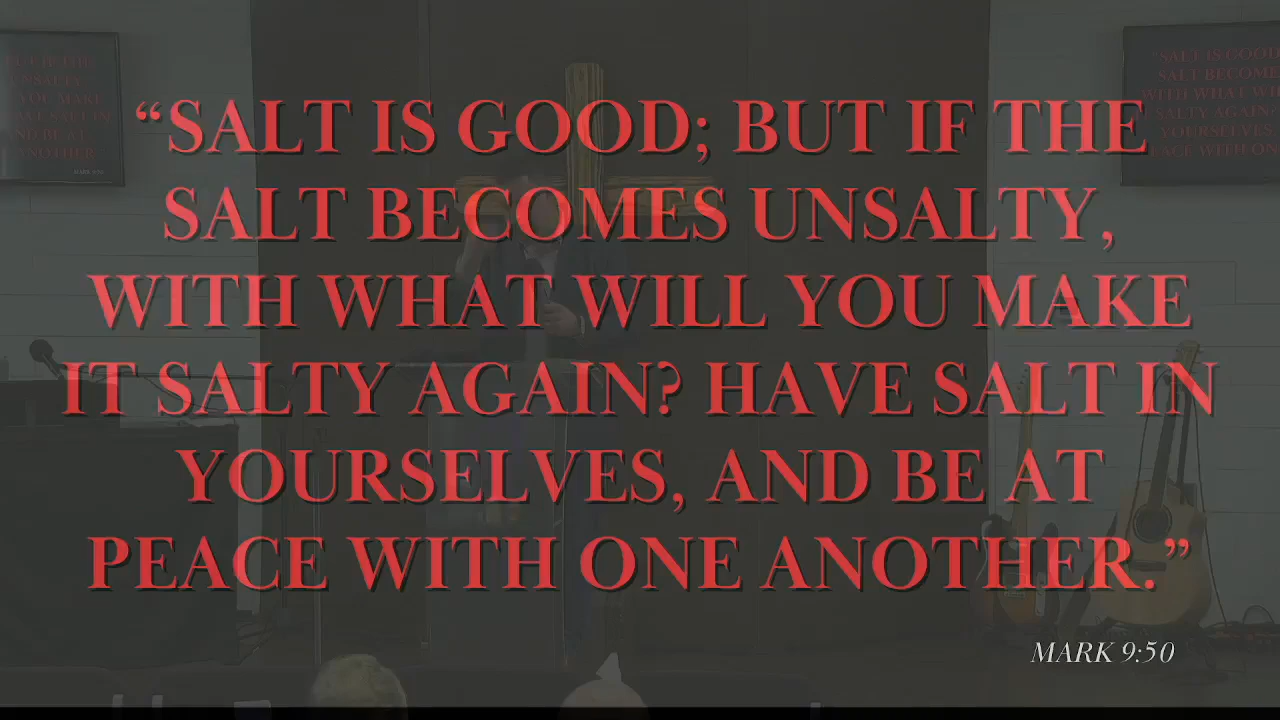 “SALT IS GOOD; BUT IF THE
SALT BECOMES UNSALTY,
WITH WHAT WILL YOU MAKE
IT SALTY AGAIN? HAVE SALT IN
YOURSELVES, AND BE AT
PEACE WITH ONE ANOTHER.”
MARK 9:50